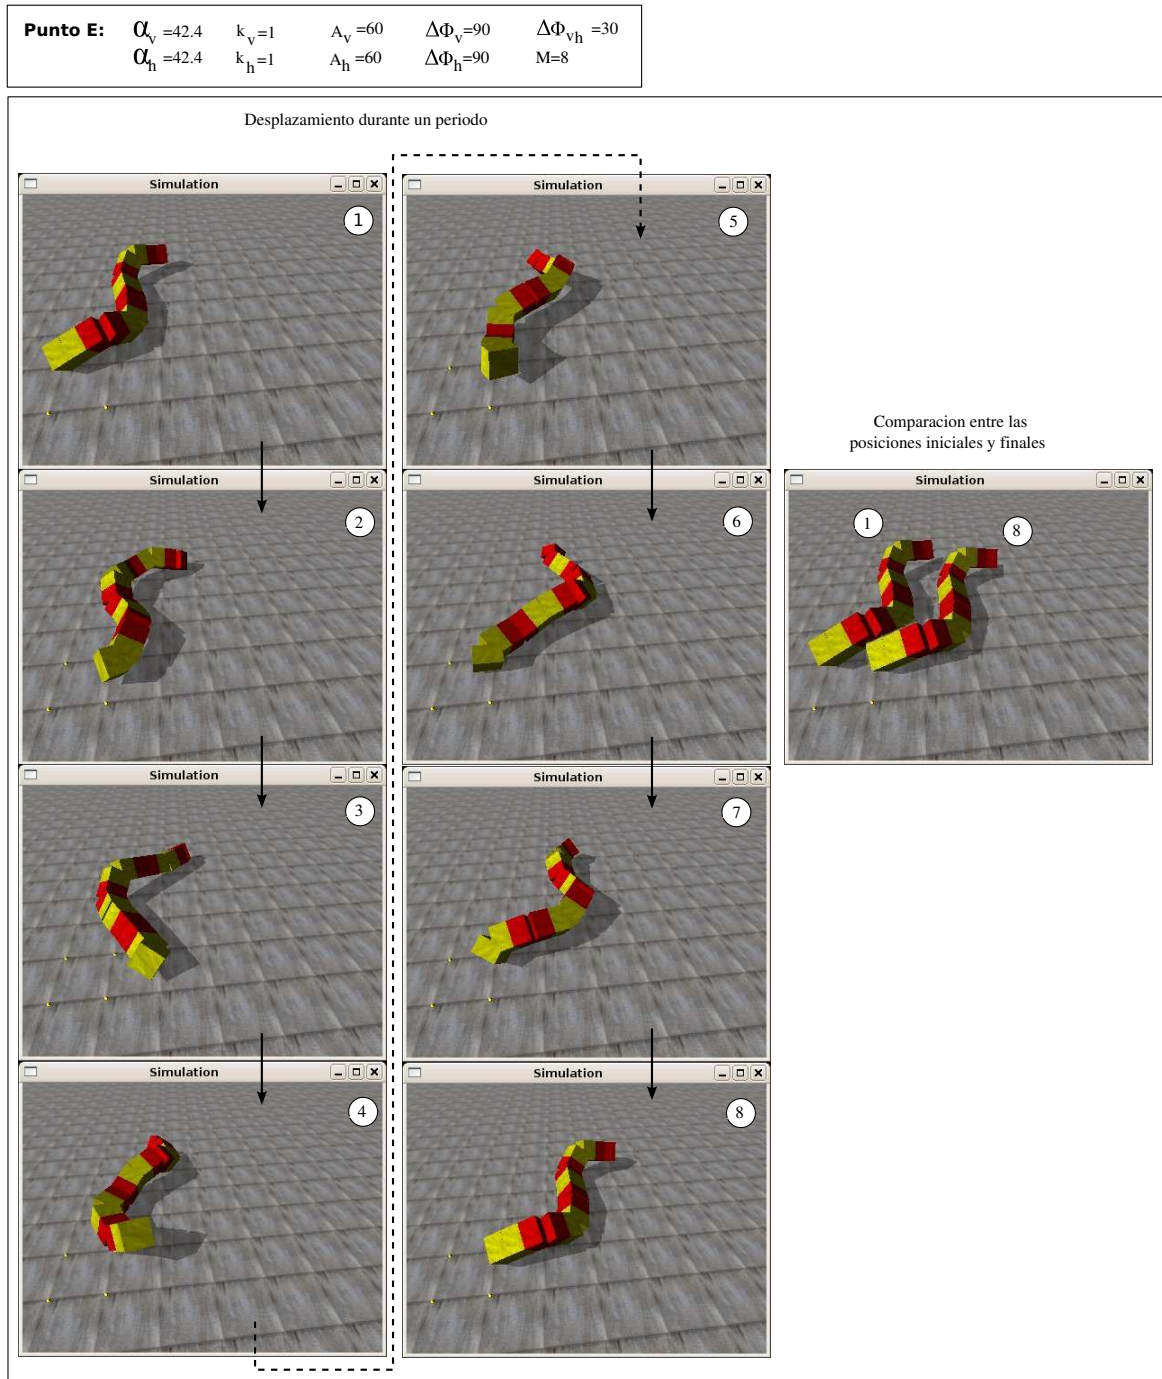 Punto E: αv =42.4 kv=1 Av =60 ΔΦv=90 ΔΦvh =30
αh =42.4 kh=1 Ah =60 ΔΦh=90 M=8
Desplazamiento durante un periodo
Simulation
1
Simulation
2
Simulation
3
Simulation
4
Simulation
5
Simulation
6
Simulation
7
Simulation
8
Comparacion entre las
posiciones iniciales y finales
Simulation
1
8